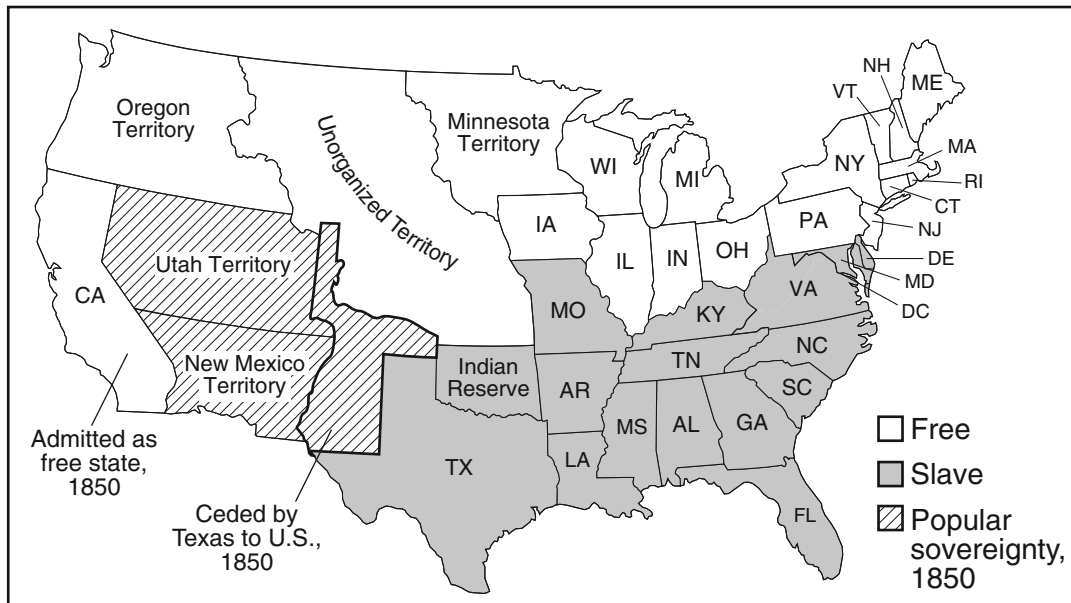 Oregon
Territory
Unorganized Territory
Minnesota
Territory
WI
MI
NH
VT
ME
NY
MA
RI
CT
NJ
PA
DE
MD
DC
IA
IL
IN
OH
VA
CA
Utah Territory
New Mexico
Territory
MO
KY
NC
TN
SC
Indian
Reserve
AR
MS
AL
GA
LA
TX
FL
Admitted as
free state,
1850
Ceded by
Texas to U.S.,
1850
Free
Slave
Popular
sovereignty,
1850